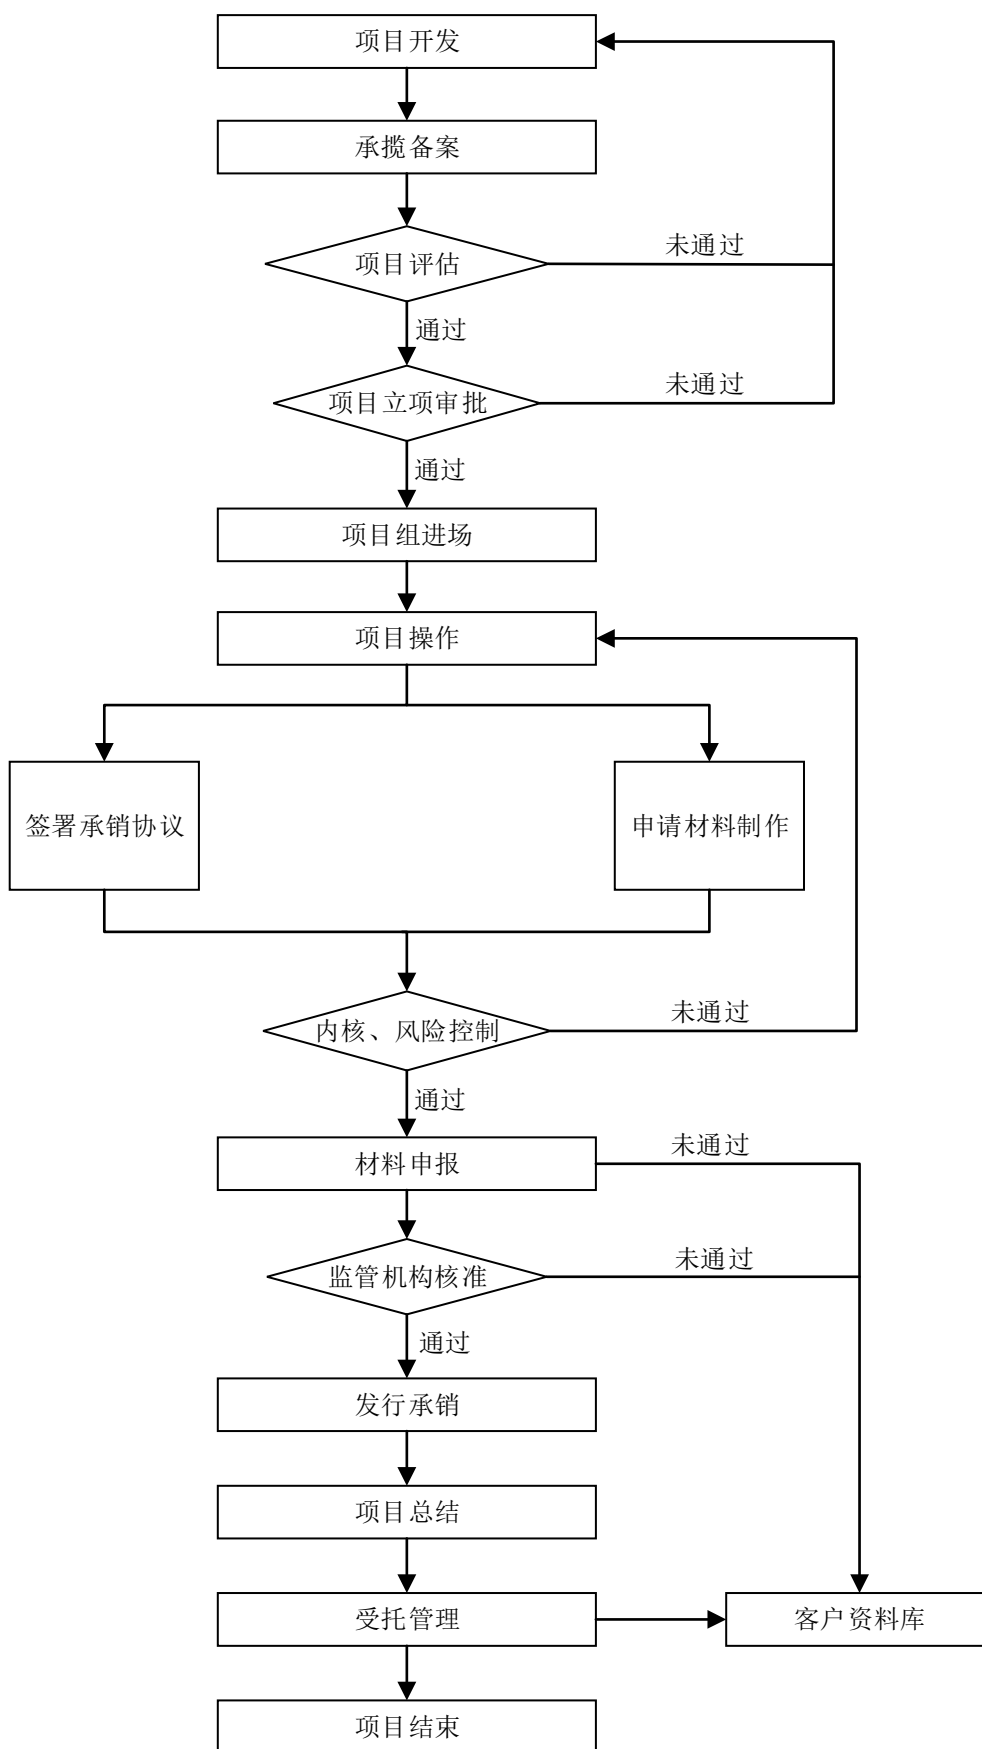 项目开发
承揽备案
项目评估
未通过
通过
项目立项审批
未通过
通过
项目组进场
项目操作
签署承销协议
申请材料制作
内核、风险控制
未通过
通过
材料申报
未通过
监管机构核准
未通过
通过
发行承销
项目总结
受托管理
客户资料库
项目结束